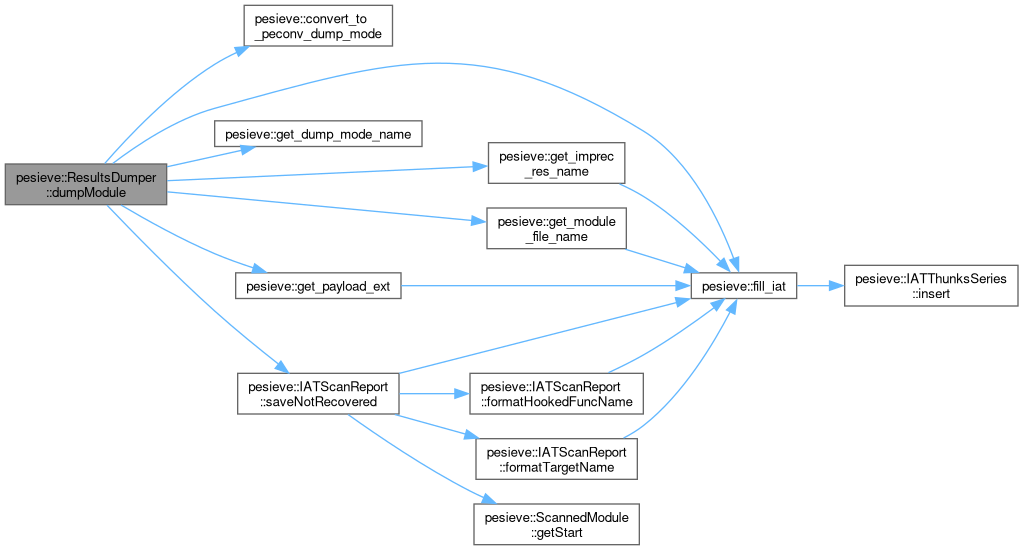 pesieve::convert_to
_peconv_dump_mode
pesieve::get_dump_mode_name
pesieve::ResultsDumper
::dumpModule
pesieve::get_imprec
_res_name
pesieve::get_module
_file_name
pesieve::get_payload_ext
pesieve::fill_iat
pesieve::IATThunksSeries
::insert
pesieve::IATScanReport
::saveNotRecovered
pesieve::IATScanReport
::formatHookedFuncName
pesieve::IATScanReport
::formatTargetName
pesieve::ScannedModule
::getStart